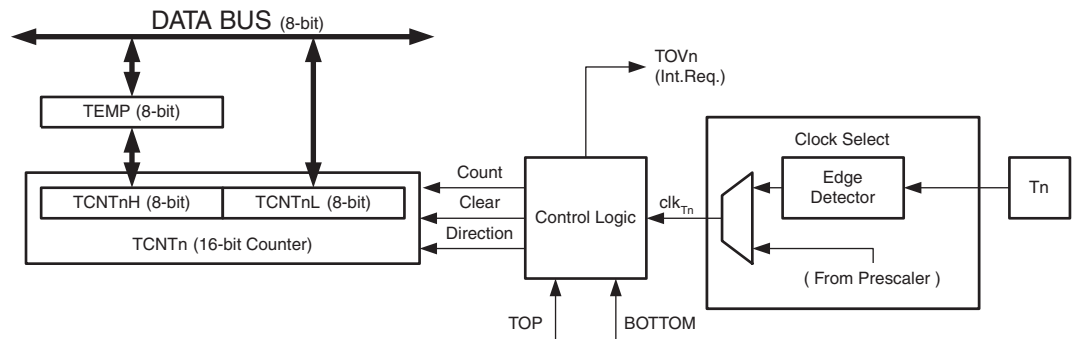 DATA BUS (8-bit)
TOVn
(Int.Req.)
TEMP (8-bit)
Clock Select
Count
Edge
Detector
Tn
TCNTnH (8-bit)
TCNTnL (8-bit)
Clear
Control Logic
clkTn
TCNTn (16-bit Counter)
Direction
( From Prescaler )
TOP
BOTTOM